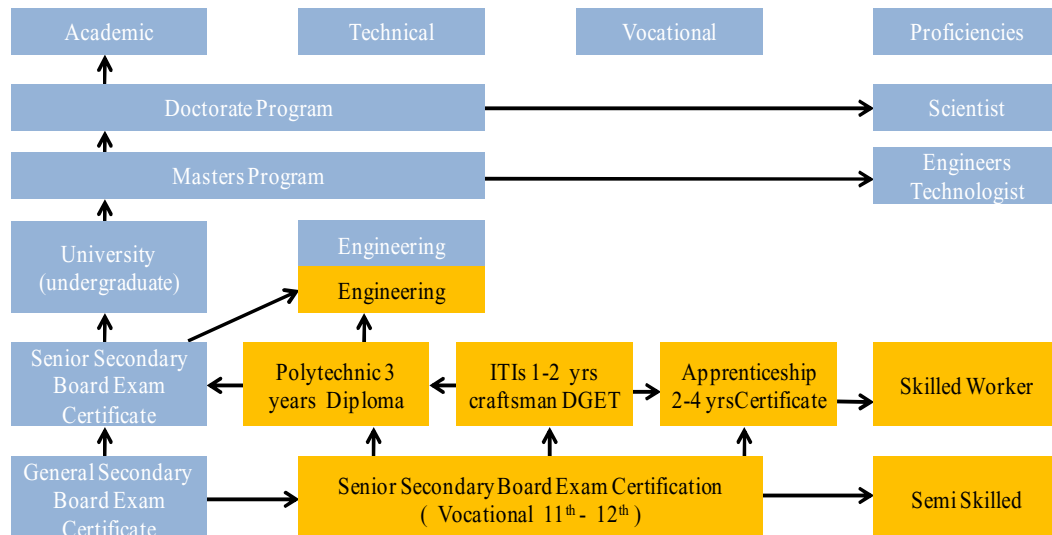 Academic
Technical
Vocational
Proficiencies
Doctorate Program
Scientist
Masters Program
Engineers
Technologist
University
(undergraduate)
Engineering
Engineering
Senior Secondary
Board Exam
Certificate
Polytechnic 3
years Diploma
ITIs 1-2 yrs
craftsman DGET
Apprenticeship
2-4 yrsCertificate
Skilled Worker
General Secondary
Board Exam
Certificate
Senior Secondary Board Exam Certification
( Vocational 11th - 12th )
Semi Skilled